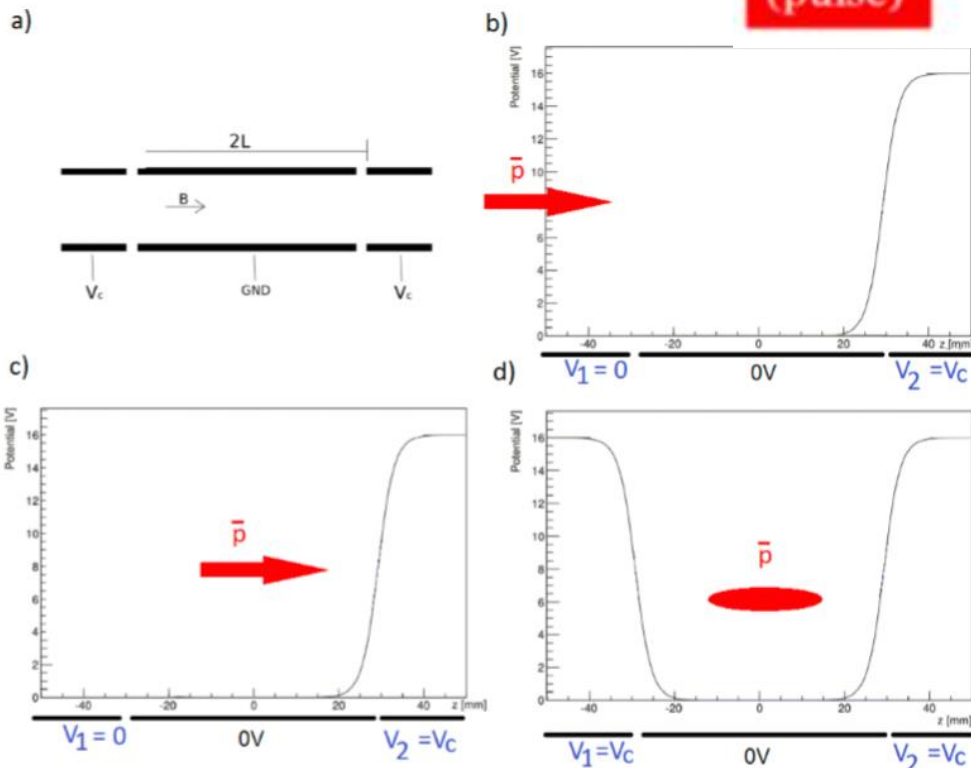 (pulse)
a)
2L
B
Vc
GND
Vc
b)
Potential [V]
16
14
12
10
6
4
2
0
p̄
-40
-20
0
20
40
z [mm
V1 = 0
0V
V2 =Vc
c)
Potential [V]
16
14
12
10
8
6
4
2
0
p̄
-40
-20
0
20
40
z [mm]
V1 = 0
0V
V2 =Vc
d)
Potential [V]
16
14
12
10
8
6
4
2
0
p̄
-40
-20
0
20
40
z [mm]
V1=Vc
0V
V2 =Vc